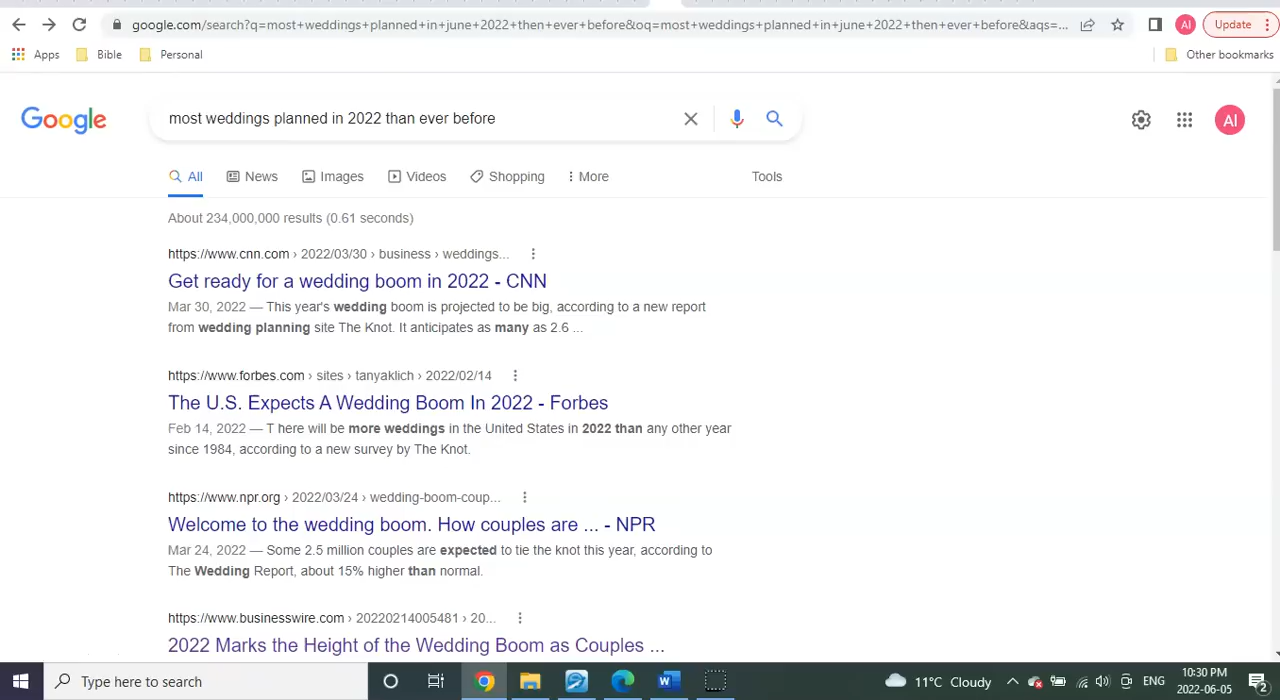 google.com/search?q=most+weddings+planned+in+june+2022+then+ever+before&oq=most+weddings+planned+in+june+2022+then+ever+before&aqs=...
AI
Update
Apps
Bible
Personal
Other bookmarks
Google
most weddings planned in 2022 than ever before
AI
All
News
Images
Videos
Shopping
More
Tools
About 234,000,000 results (0.61 seconds)
https://www.cnn.com › 2022/03/30 › business › weddings...
Get ready for a wedding boom in 2022 - CNN
Mar 30, 2022 — This year's wedding boom is projected to be big, according to a new report
from wedding planning site The Knot. It anticipates as many as 2.6 ...
https://www.forbes.com › sites › tanyaklich › 2022/02/14
The U.S. Expects A Wedding Boom In 2022 - Forbes
Feb 14, 2022 — T here will be more weddings in the United States in 2022 than any other year
since 1984, according to a new survey by The Knot.
https://www.npr.org › 2022/03/24 › wedding-boom-coup...
Welcome to the wedding boom. How couples are ... - NPR
Mar 24, 2022 — Some 2.5 million couples are expected to tie the knot this year, according to
The Wedding Report, about 15% higher than normal.
https://www.businesswire.com › 20220214005481 › 20...
2022 Marks the Height of the Wedding Boom as Couples ...
Type here to search
W
11°C Cloudy
ENG
10:30 PM
2022-06-05
2